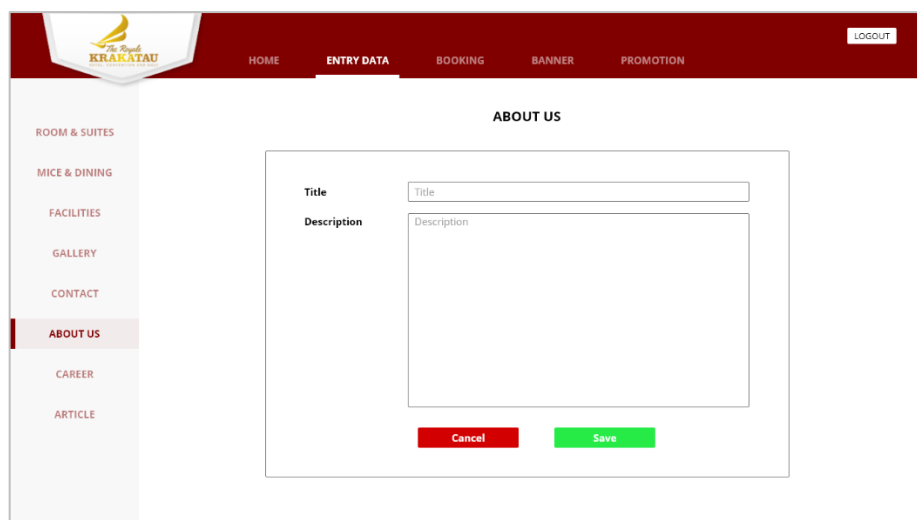 The Royale
KRAKATAU
HOME
ENTRY DATA
BOOKING
BANNER
PROMOTION
LOGOUT
ROOM & SUITES
MICE & DINING
FACILITIES
GALLERY
CONTACT
ABOUT US
CAREER
ARTICLE
ABOUT US
Title
Title
Description
Description
Cancel
Save